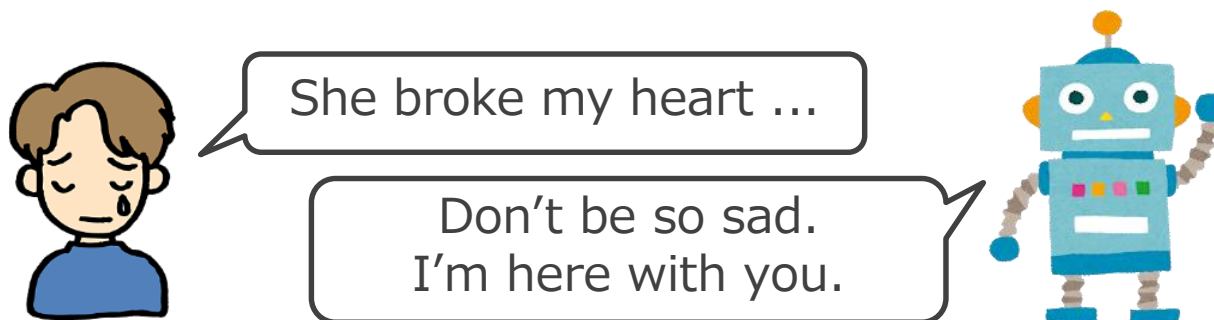 She broke my heart ...
Don’t be so sad.
I’m here with you.